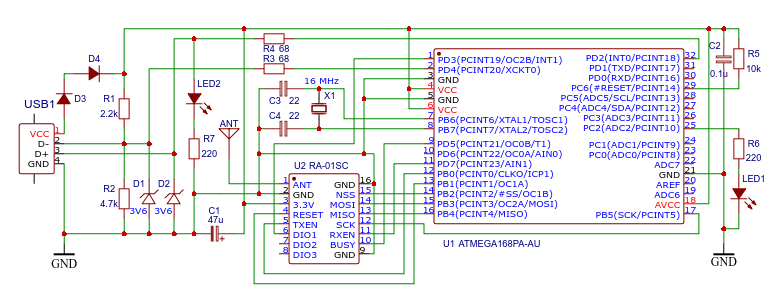 R4 68
R3 68
D4
D3
USB1
VCC 1
D- 2
D+ 3
4
R1
2.2k
R2
4.7k
D1
3V6
D2
3V6
LED2
R7
220
ANT
C1
47u
+
GND
16 MHz
X1
C3 22
C4 22
U2 RA-01SC
1 ANT GND 16
2 GND NSS 15
3 3.3V MOSI 14
4 RESET MISO 13
5 TXEN SCK 12
6 DIO1 RXEN 11
7 DIO2 BUSY 10
8 DIO3 GND 9
1 PD3(PCINT19/OC2B/INT1) PD2(INT0/PCINT18) 32
2 PD4(PCINT20/XCKT0) PD1(TXD/PCINT17) 31
3 GND PD0(RXD/PCINT16) 30
4 VCC PC6(#RESET/PCINT14) 29
5 GND PC5(ADC5/SCL/PCINT13) 28
6 VCC PC4(ADC4/SDA/PCINT12) 27
7 PB6(PCINT6/XTAL1/TOSC1) PC3(ADC3/PCINT11) 26
8 PB7(PCINT7/XTAL2/TOSC2) PC2(ADC2/PCINT10) 25
9 PD5(PCINT21/OC0B/T1) PC1(ADC1/PCINT9) 24
10 PD6(PCINT22/OC0A/AIN0) PC0(ADC0/PCINT8) 23
11 PD7(PCINT23/AIN1) ADC7 22
12 PB0(PCINT0/CLKO/ICP1) GND 21
13 PB1(PCINT1/OC1A) AREF 20
14 PB2(PCINT2/#SS/OC1B) ADC6 19
15 PB3(PCINT3/OC2A/MOSI) AVCC 18
16 PB4(PCINT4/MISO) PB5(SCK/PCINT5) 17
U1 ATMEGA168PA-AU
C2
0.1u
R5
10k
R6
220
LED1
GND